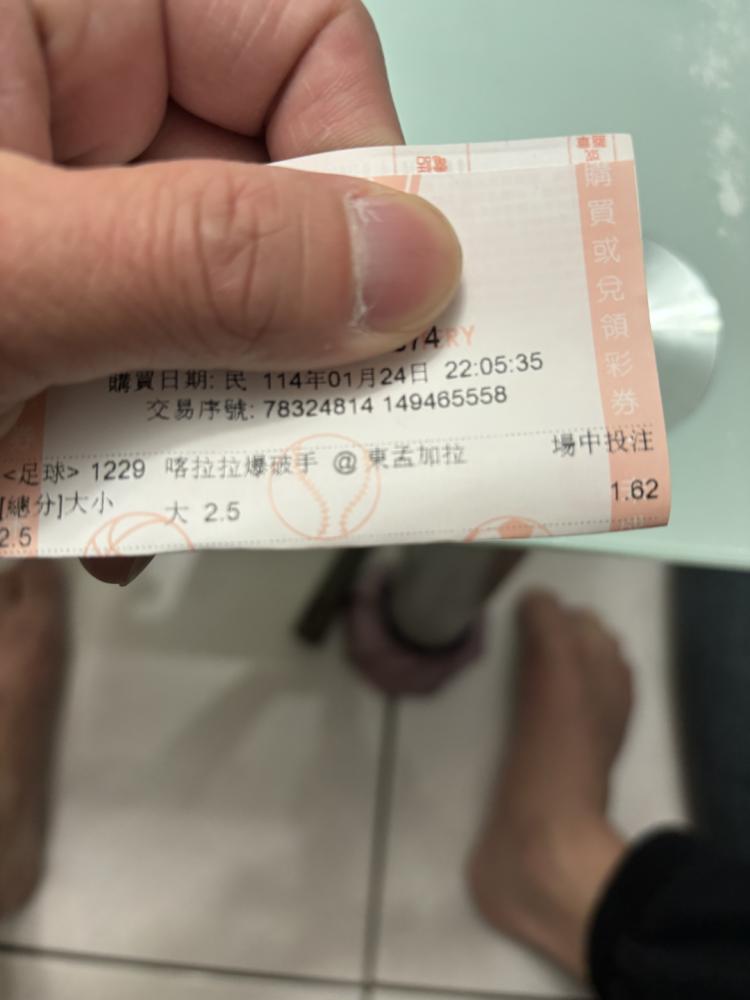 購買或兌領彩券
74RY
購買日期: 民 114年01月24日 22:05:35
交易序號: 78324814 149465558
<足球> 1229 喀拉拉爆破手 @ 東孟加拉 場中投注
[總分]大小 大 2.5 1.62
2.5